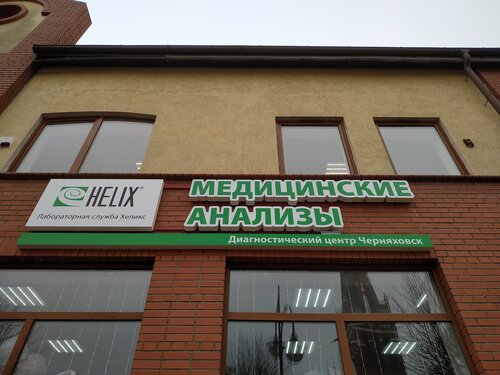 HELIX®
Лабораторная служба Хеликс
МЕДИЦИНСКИЕ
АНАЛИЗЫ
Диагностический центр Черняховск